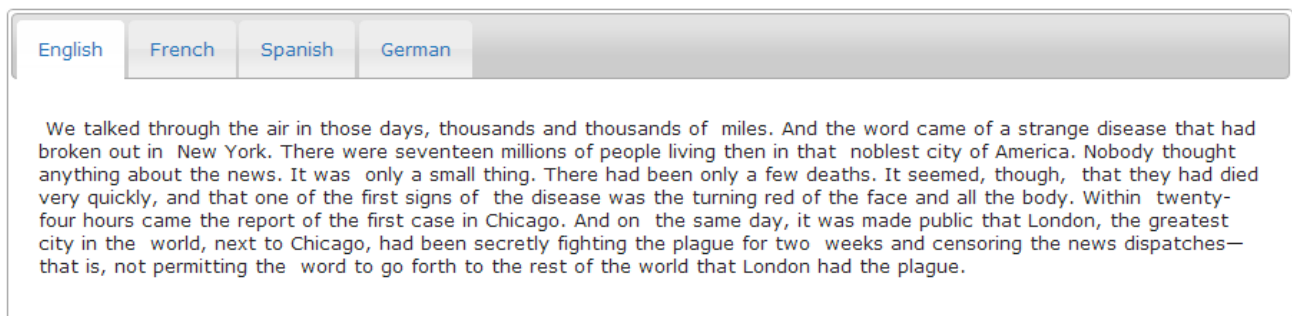 English French Spanish German
We talked through the air in those days, thousands and thousands of miles. And the word came of a strange disease that had
broken out in New York. There were seventeen millions of people living then in that noblest city of America. Nobody thought
anything about the news. It was only a small thing. There had been only a few deaths. It seemed, though, that they had died
very quickly, and that one of the first signs of the disease was the turning red of the face and all the body. Within twenty-
four hours came the report of the first case in Chicago. And on the same day, it was made public that London, the greatest
city in the world, next to Chicago, had been secretly fighting the plague for two weeks and censoring the news dispatches—
that is, not permitting the word to go forth to the rest of the world that London had the plague.